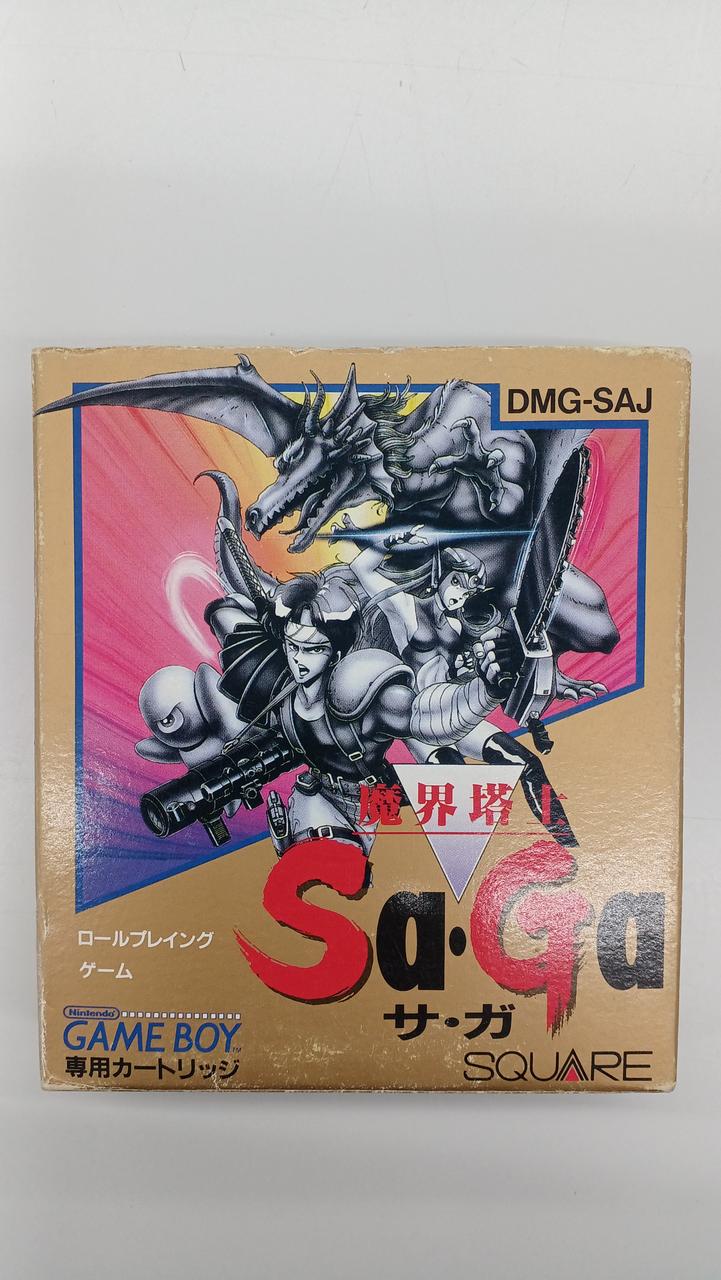 DMG-SAJ
魔界塔士
Sa・Ga
サ・ガ
ロールプレイング
ゲーム
Nintendo
GAME BOY™
専用カートリッジ
SQUARE